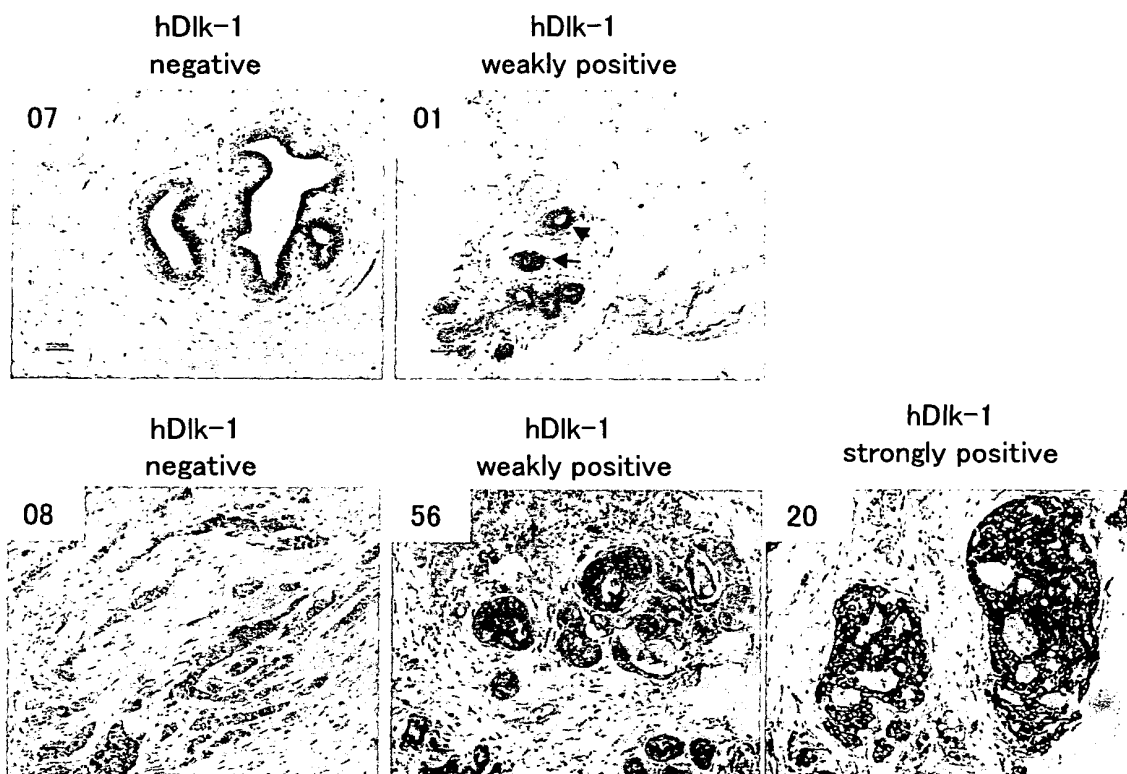 hDlk-1
negative
hDlk-1
weakly positive
07
01
hDlk-1
negative
hDlk-1
weakly positive
hDlk-1
strongly positive
08
56
20